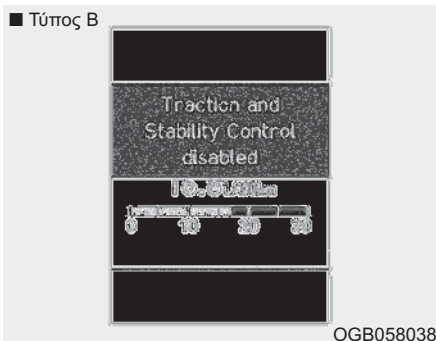 ■ Τύπος B
Traction and
Stability Control
disabled
0 10 20 30
OGB058038